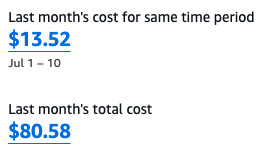 Last month's cost for same time period
$13.52
Jul 1 – 10
Last month's total cost
$80.58